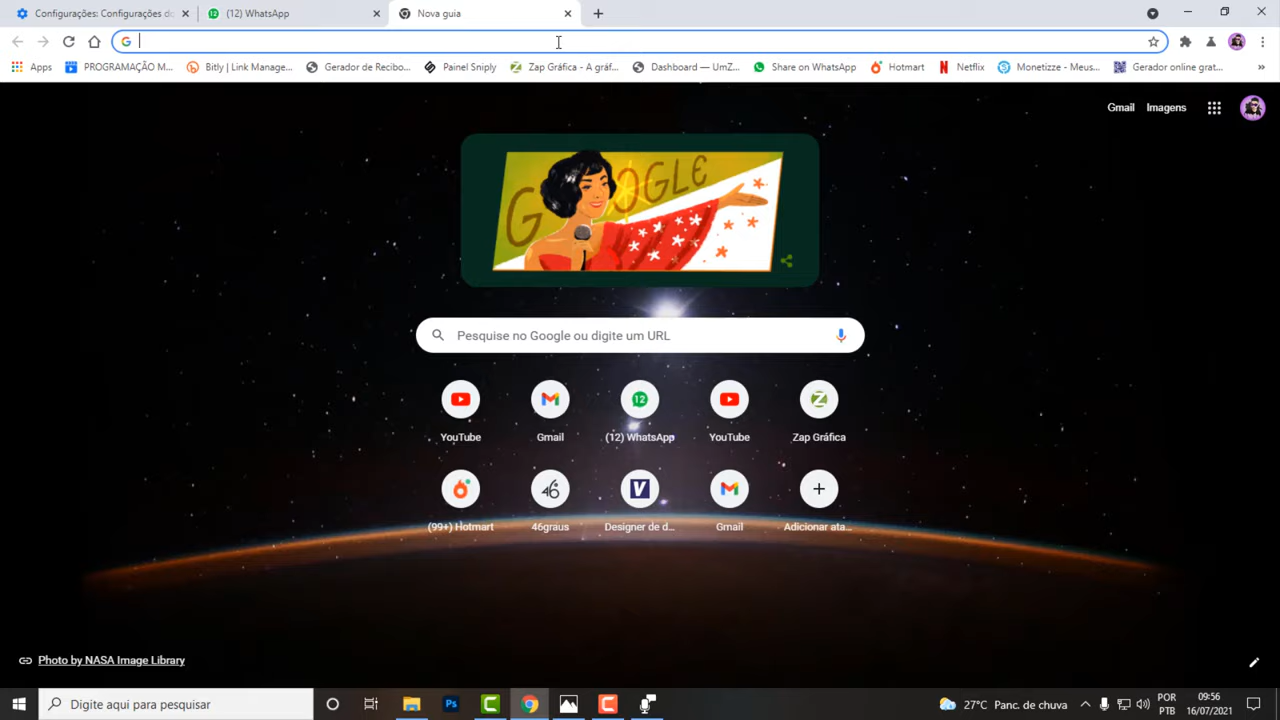 Configurações: Configurações do
(12) WhatsApp
Nova guia
Apps
PROGRAMAÇÃO M...
Bitly | Link Manage...
Gerador de Recibo...
Painel Sniply
Zap Gráfica - A gráf...
Dashboard — UmZ...
Share on WhatsApp
Hotmart
Netflix
Monetizze - Meus...
Gerador online grat...
»
Gmail
Imagens
GOOGLE
Pesquise no Google ou digite um URL
YouTube
Gmail
12
(12) WhatsApp
YouTube
Zap Gráfica
(99+) Hotmart
46
46graus
V
Designer de d...
Gmail
Adicionar ata...
Photo by NASA Image Library
Digite aqui para pesquisar
Ps
27°C Panc. de chuva
POR
PTB
09:56
16/07/2021